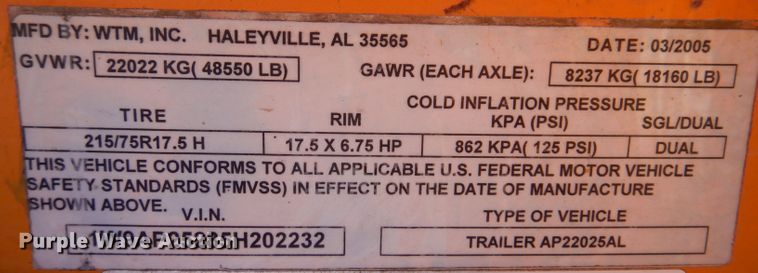 MFD BY: WTM, INC. HALEYVILLE, AL 35565 DATE: 03/2005
GVWR: 22022 KG( 48550 LB) GAWR (EACH AXLE): 8237 KG( 18160 LB)
COLD INFLATION PRESSURE
TIRE RIM KPA (PSI) SGL/DUAL
215/75R17.5 H 17.5 X 6.75 HP 862 KPA( 125 PSI) DUAL
THIS VEHICLE CONFORMS TO ALL APPLICABLE U.S. FEDERAL MOTOR VEHICLE
SAFETY STANDARDS (FMVSS) IN EFFECT ON THE DATE OF MANUFACTURE
SHOWN ABOVE.
V.I.N. TYPE OF VEHICLE
TRAILER AP22025AL
Purple Wave Auction